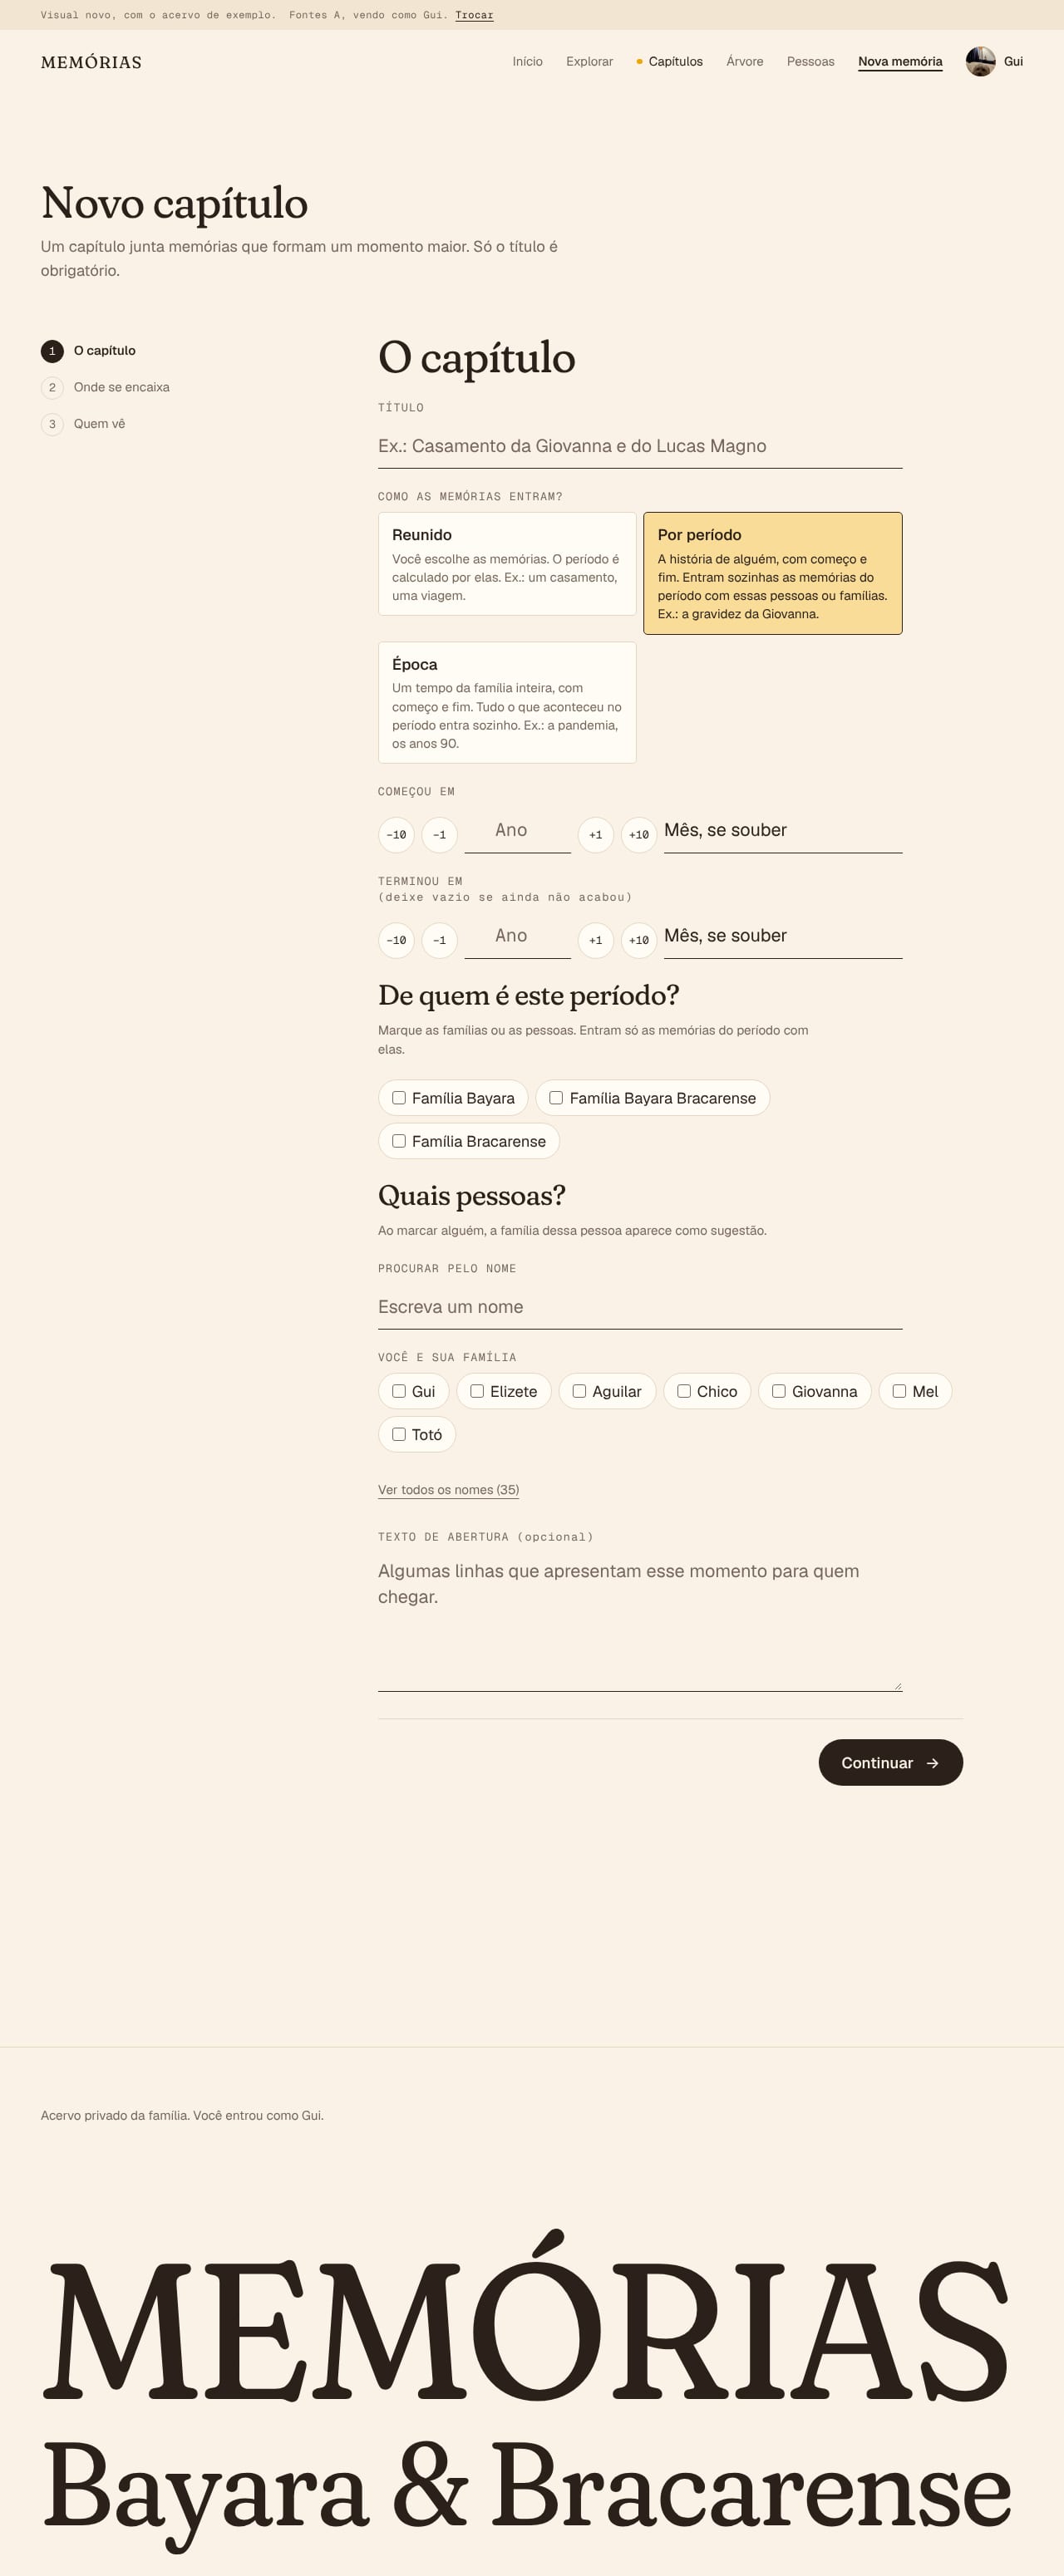 Visual novo, com o acervo de exemplo. Fontes A, vendo como Gui. Trocar
MEMÓRIAS
Início Explorar Capítulos Árvore Pessoas Nova memória Gui
Novo capítulo
Um capítulo junta memórias que formam um momento maior. Só o título é
obrigatório.
1 O capítulo
2 Onde se encaixa
3 Quem vê
O capítulo
TÍTULO
Ex.: Casamento da Giovanna e do Lucas Magno
COMO AS MEMÓRIAS ENTRAM?
Reunido
Você escolhe as memórias. O período é
calculado por elas. Ex.: um casamento,
uma viagem.
Por período
A história de alguém, com começo e
fim. Entram sozinhas as memórias do
período com essas pessoas ou famílias.
Ex.: a gravidez da Giovanna.
Época
Um tempo da família inteira, com
começo e fim. Tudo o que aconteceu no
período entra sozinho. Ex.: a pandemia,
os anos 90.
COMEÇOU EM
−10 −1 Ano +1 +10 Mês, se souber
TERMINOU EM
(deixe vazio se ainda não acabou)
−10 −1 Ano +1 +10 Mês, se souber
De quem é este período?
Marque as famílias ou as pessoas. Entram só as memórias do período com
elas.
Família Bayara Família Bayara Bracarense
Família Bracarense
Quais pessoas?
Ao marcar alguém, a família dessa pessoa aparece como sugestão.
PROCURAR PELO NOME
Escreva um nome
VOCÊ E SUA FAMÍLIA
Gui Elizete Aguilar Chico Giovanna Mel
Totó
Ver todos os nomes (35)
TEXTO DE ABERTURA (opcional)
Algumas linhas que apresentam esse momento para quem
chegar.
Continuar →
Acervo privado da família. Você entrou como Gui.
MEMÓRIAS
Bayara & Bracarense